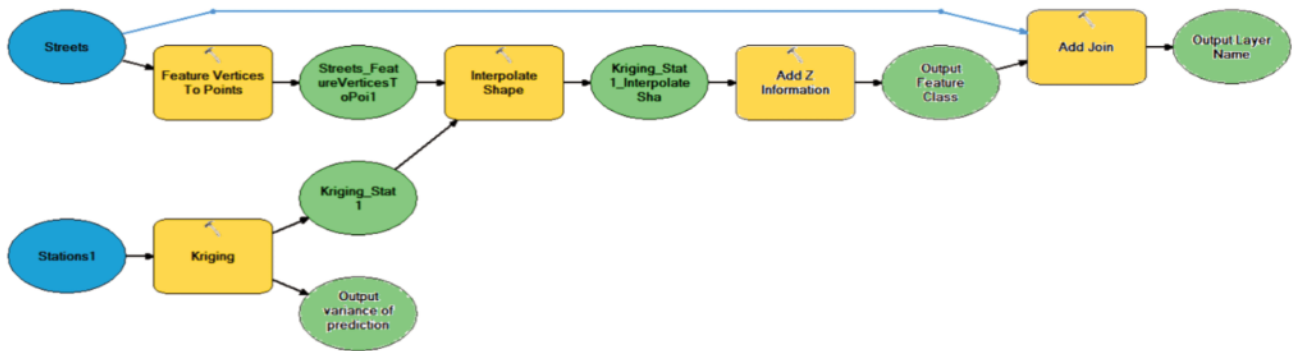 Streets
Feature Vertices
To Points
Streets_Feat
ureVerticesT
oPoi1
Interpolate
Shape
Kriging_Stat
1_Interpolate
Sha
Add Z
Information
Output
Feature
Class
Add Join
Output Layer
Name
Kriging_Stat
1
Stations1
Kriging
Output
variance of
prediction